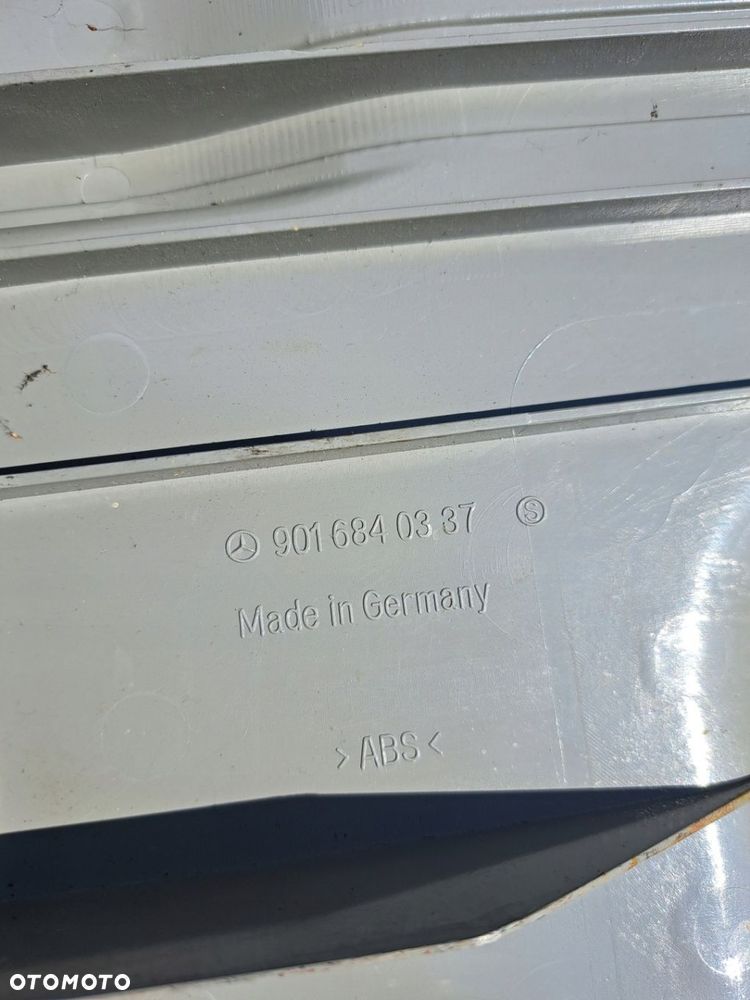 901 684 03 37 Ⓢ
Made in Germany
>ABS<
OTOMOTO